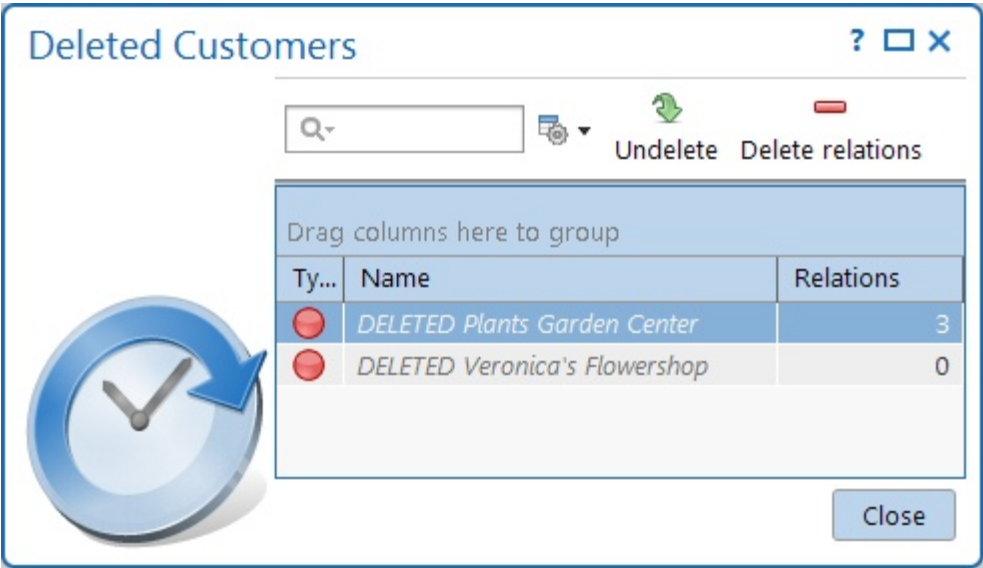 Deleted Customers ?
Undelete Delete relations
Drag columns here to group
Ty... Name Relations
DELETED Plants Garden Center 3
DELETED Veronica's Flowershop 0
Close